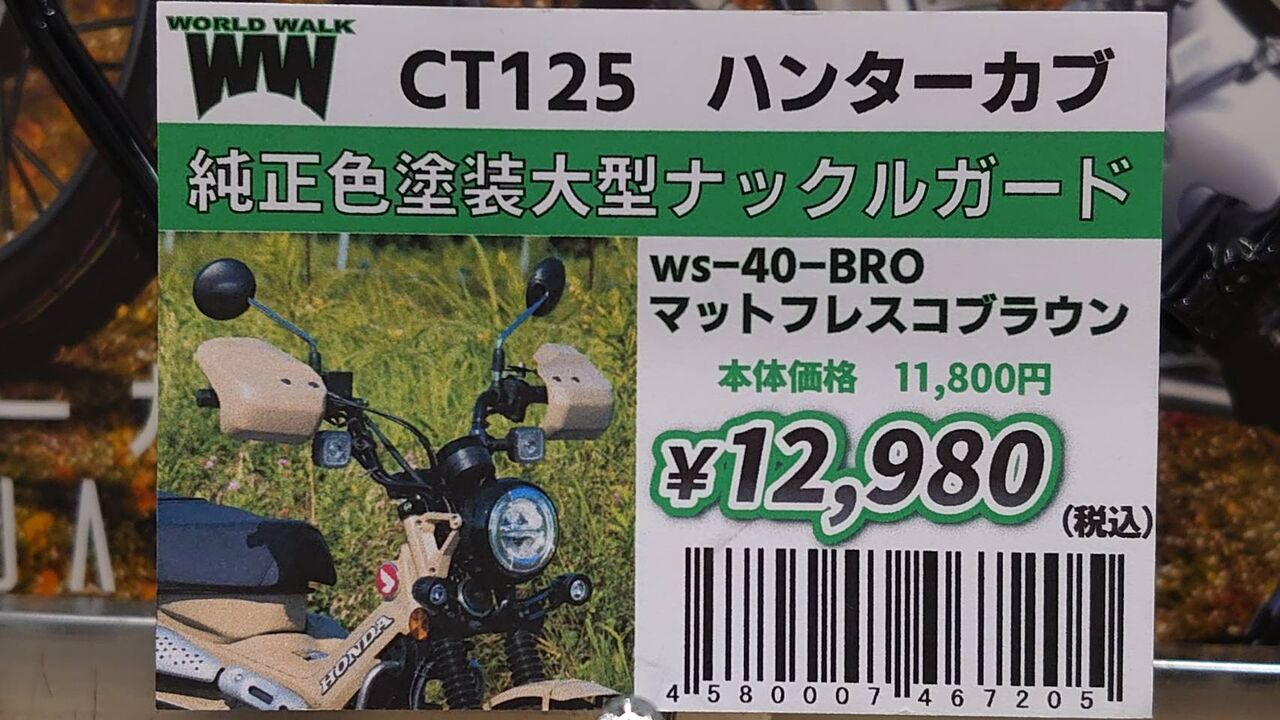 WORLD WALK
WW
CT125 ハンターカブ
純正色塗装大型ナックルガード
ws-40-BRO
マットフレスコブラウン
本体価格 11,800円
¥12,980
(税込)
HONDA
4580007467205